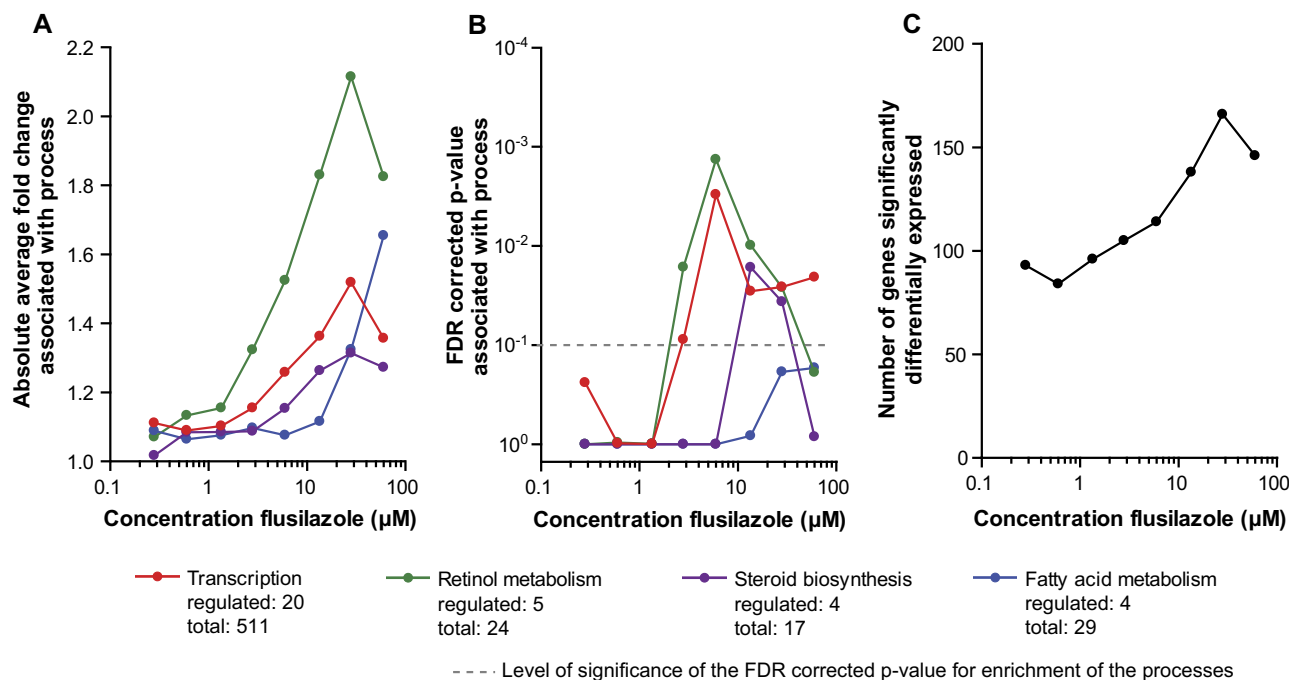 A
Absolute average fold change
associated with process
2.2
2.0
1.8
1.6
1.4
1.2
1.0
0.1
1
10
100
Concentration flusilazole (µM)
B
FDR corrected p-value
associated with process
10-4
10-3
10-2
10-1
100
0.1
1
10
100
Concentration flusilazole (µM)
C
Number of genes significantly
differentially expressed
200
150
100
50
0
0.1
1
10
100
Concentration flusilazole (µM)
Transcription
regulated: 20
total: 511
Retinol metabolism
regulated: 5
total: 24
Steroid biosynthesis
regulated: 4
total: 17
Fatty acid metabolism
regulated: 4
total: 29
Level of significance of the FDR corrected p-value for enrichment of the processes